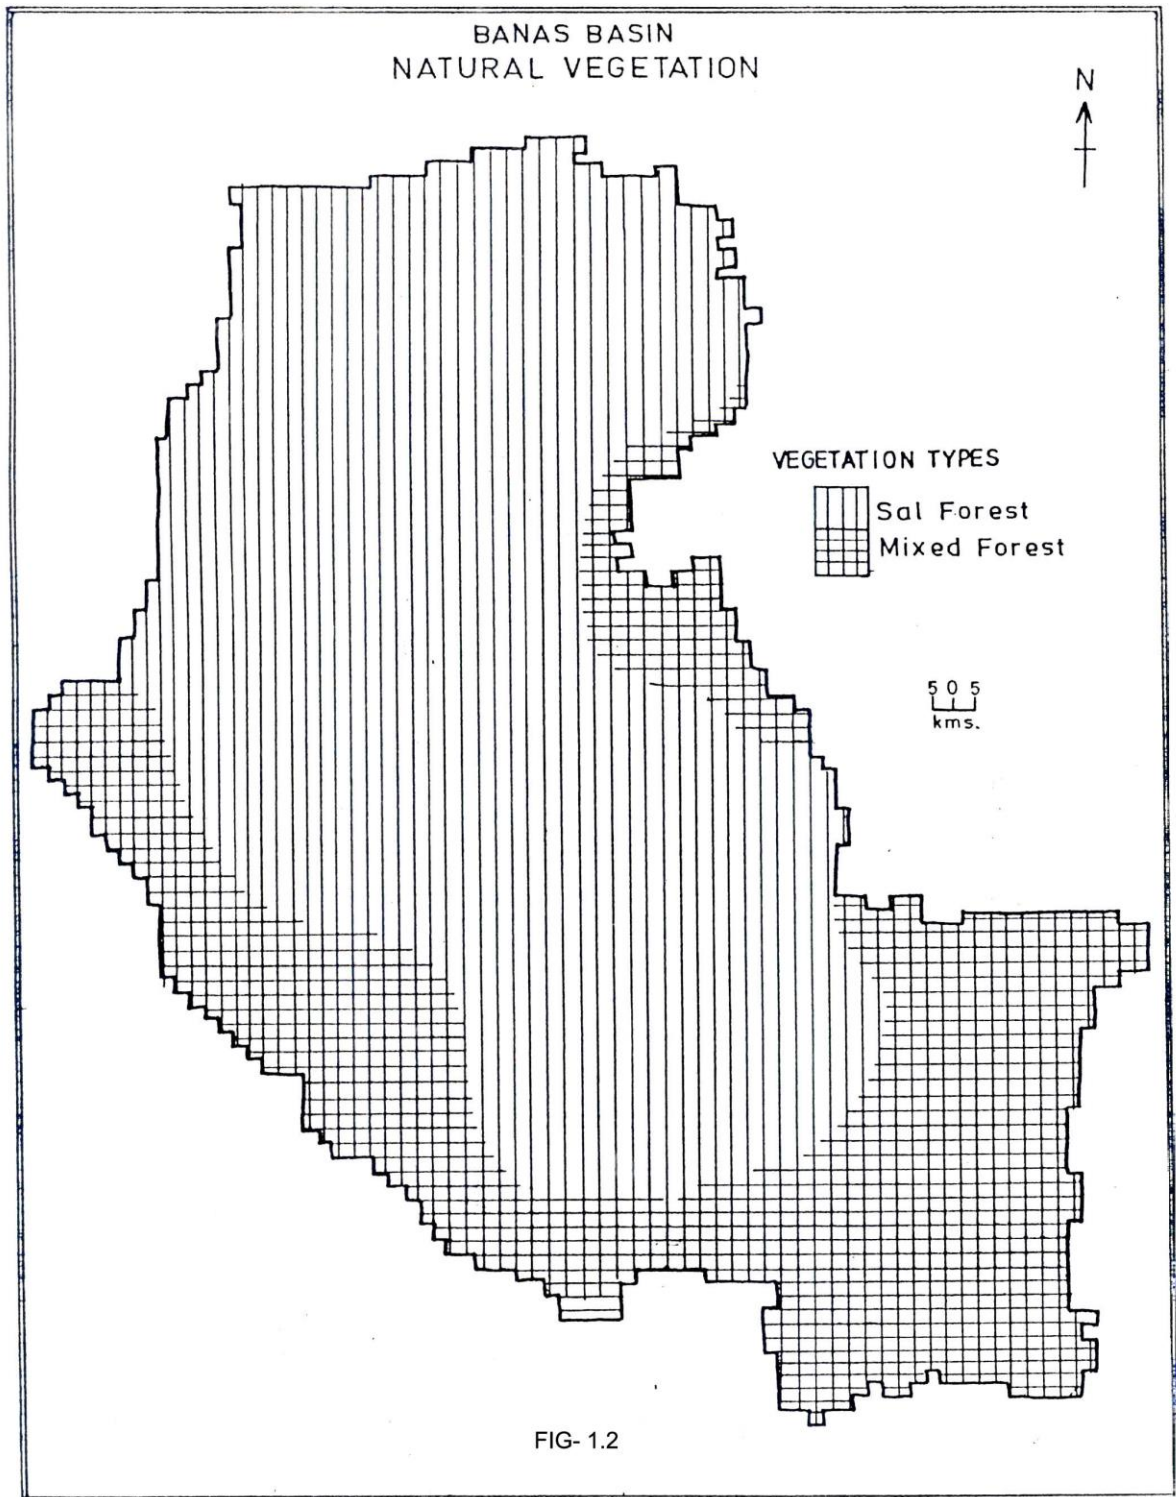 BANAS BASIN
NATURAL VEGETATION
N
VEGETATION TYPES
Sal Forest
Mixed Forest
5 0 5
kms.
FIG- 1.2